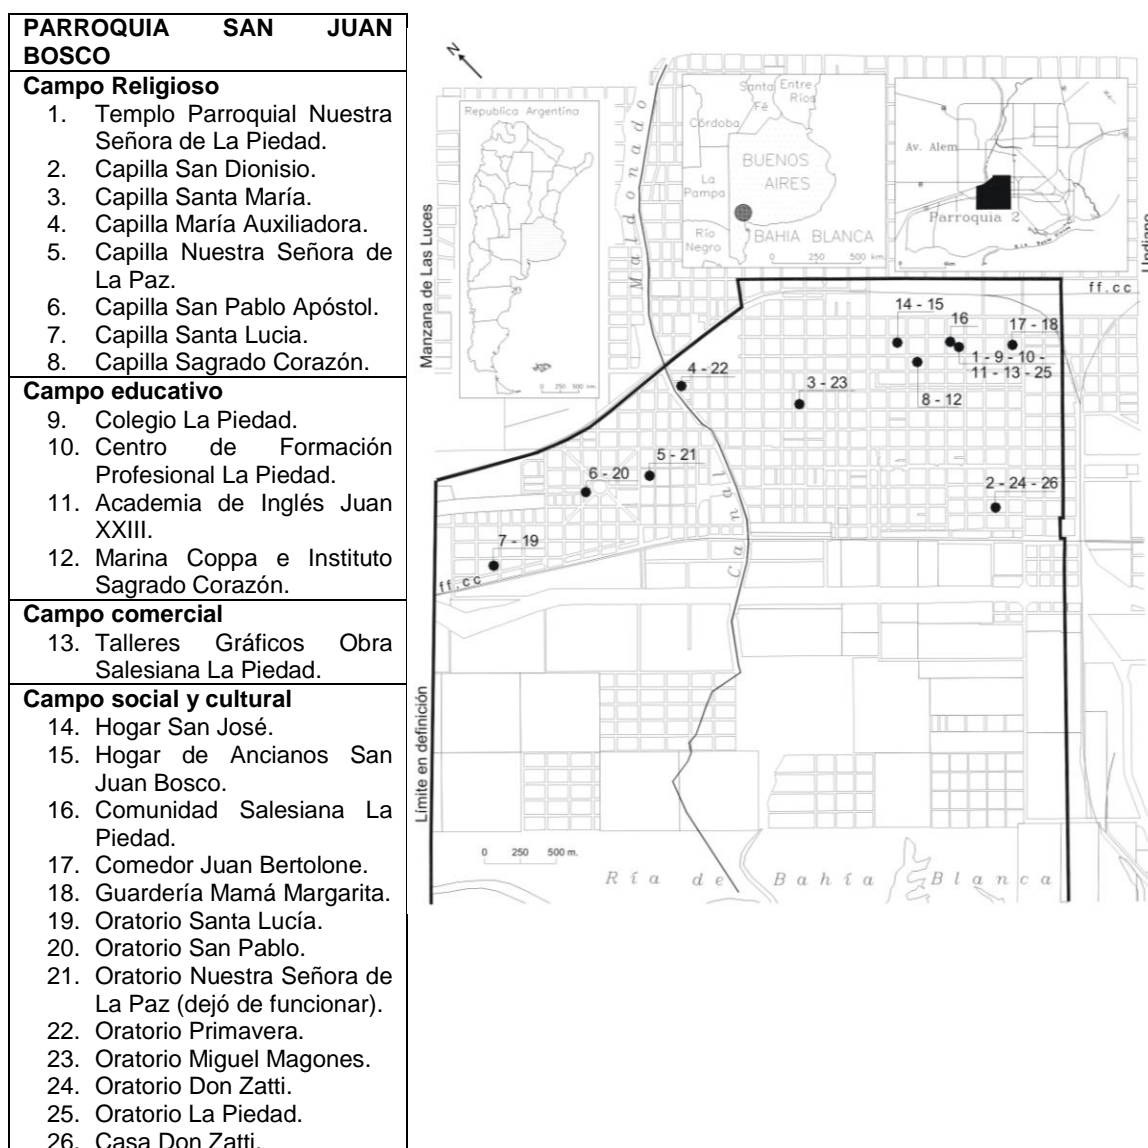 PARROQUIA SAN JUAN
BOSCO
Campo Religioso
1. Templo Parroquial Nuestra
Señora de La Piedad.
2. Capilla San Dionisio.
3. Capilla Santa María.
4. Capilla María Auxiliadora.
5. Capilla Nuestra Señora de
La Paz.
6. Capilla San Pablo Apóstol.
7. Capilla Santa Lucia.
8. Capilla Sagrado Corazón.
Campo educativo
9. Colegio La Piedad.
10. Centro de Formación
Profesional La Piedad.
11. Academia de Inglés Juan
XXIII.
12. Marina Coppa e Instituto
Sagrado Corazón.
Campo comercial
13. Talleres Gráficos Obra
Salesiana La Piedad.
Campo social y cultural
14. Hogar San José.
15. Hogar de Ancianos San
Juan Bosco.
16. Comunidad Salesiana La
Piedad.
17. Comedor Juan Bertolone.
18. Guardería Mamá Margarita.
19. Oratorio Santa Lucía.
20. Oratorio San Pablo.
21. Oratorio Nuestra Señora de
La Paz (dejó de funcionar).
22. Oratorio Primavera.
23. Oratorio Miguel Magones.
24. Oratorio Don Zatti.
25. Oratorio La Piedad.
26. Casa Don Zatti.
N
Manzana de Las Luces
Republica Argentina
0 250 500 km.
Maldonado
Santa
Fé
Entre
Ríos
Córdoba
BUENOS
AIRES
La
Pampa
Río
Negro
BAHIA BLANCA
0 250 500 km
Av. Alem
Parroquia 2
Undiano
ff.cc
14 - 15
16
17 - 18
1 - 9 - 10 -
11 - 13 - 25
8 - 12
4 - 22
3 - 23
5 - 21
6 - 20
2 - 24 - 26
7 - 19
ff.cc
Canal
Límite en definición
0 250 500 m.
Ría de Bahía Blanca